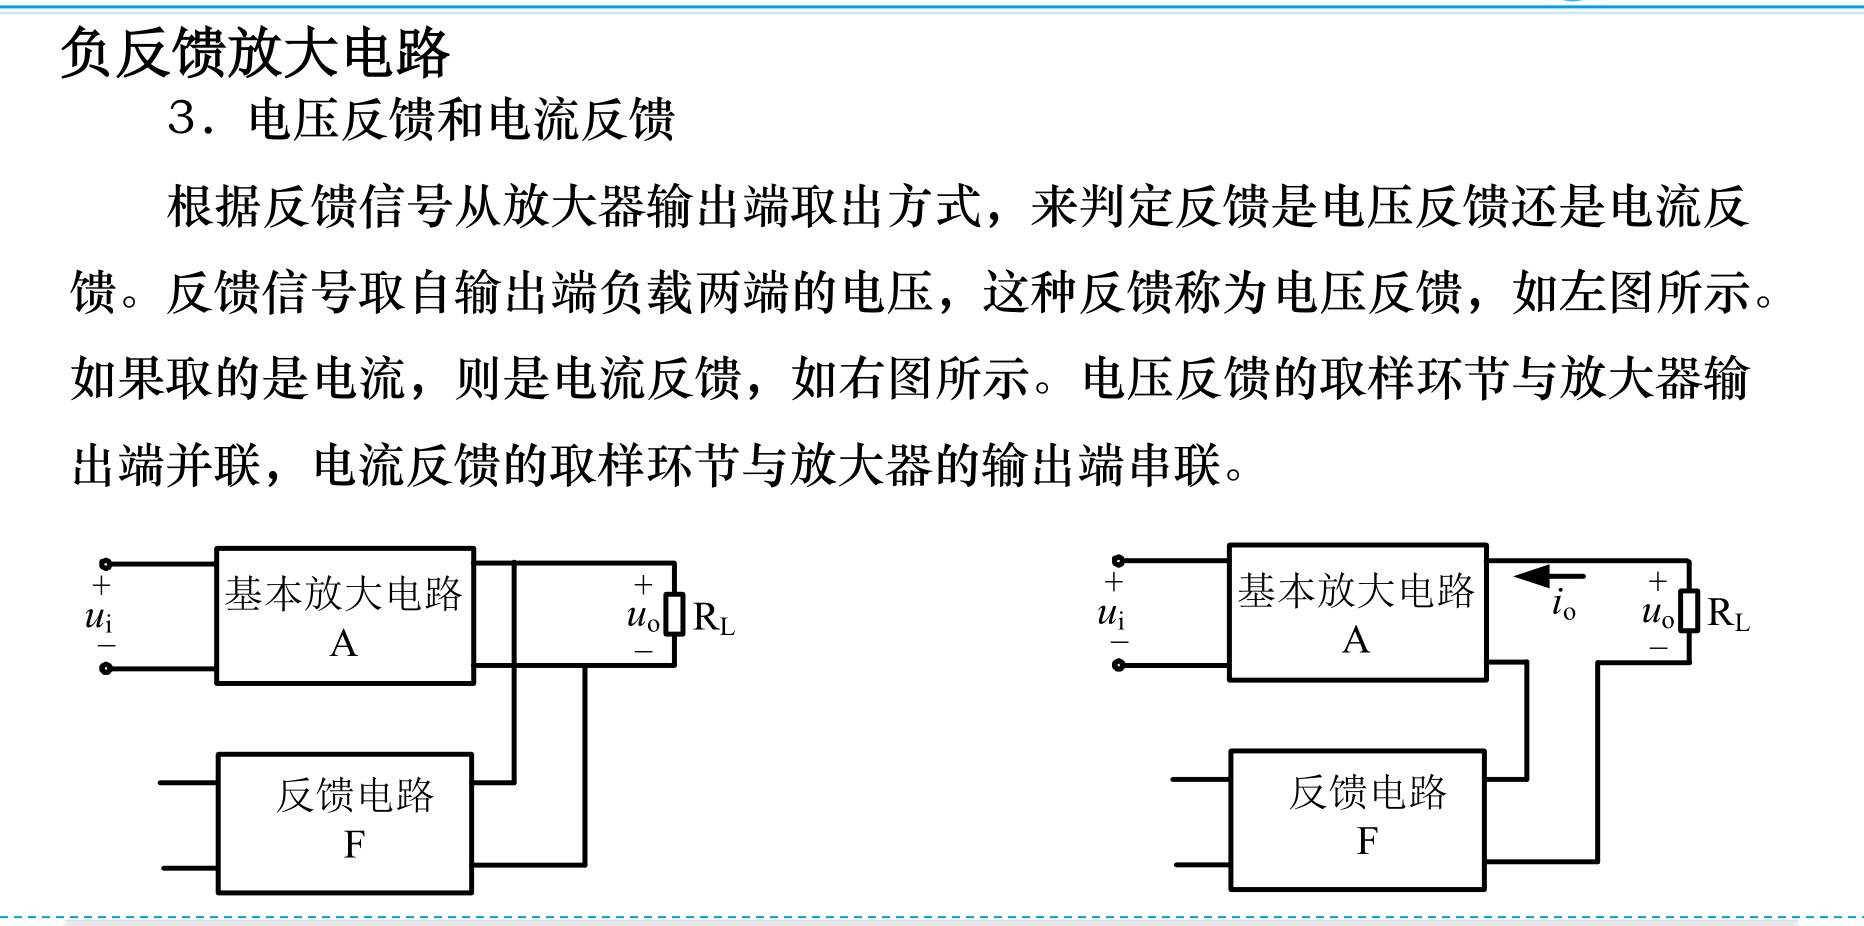 负反馈放大电路
3．电压反馈和电流反馈
根据反馈信号从放大器输出端取出方式，来判定反馈是电压反馈还是电流反
馈。反馈信号取自输出端负载两端的电压，这种反馈称为电压反馈，如左图所示。
如果取的是电流，则是电流反馈，如右图所示。电压反馈的取样环节与放大器输
出端并联，电流反馈的取样环节与放大器的输出端串联。
+
ui
−
基本放大电路
A
+
uo
−
RL
反馈电路
F
+
ui
−
基本放大电路
A
io
+
uo
−
RL
反馈电路
F